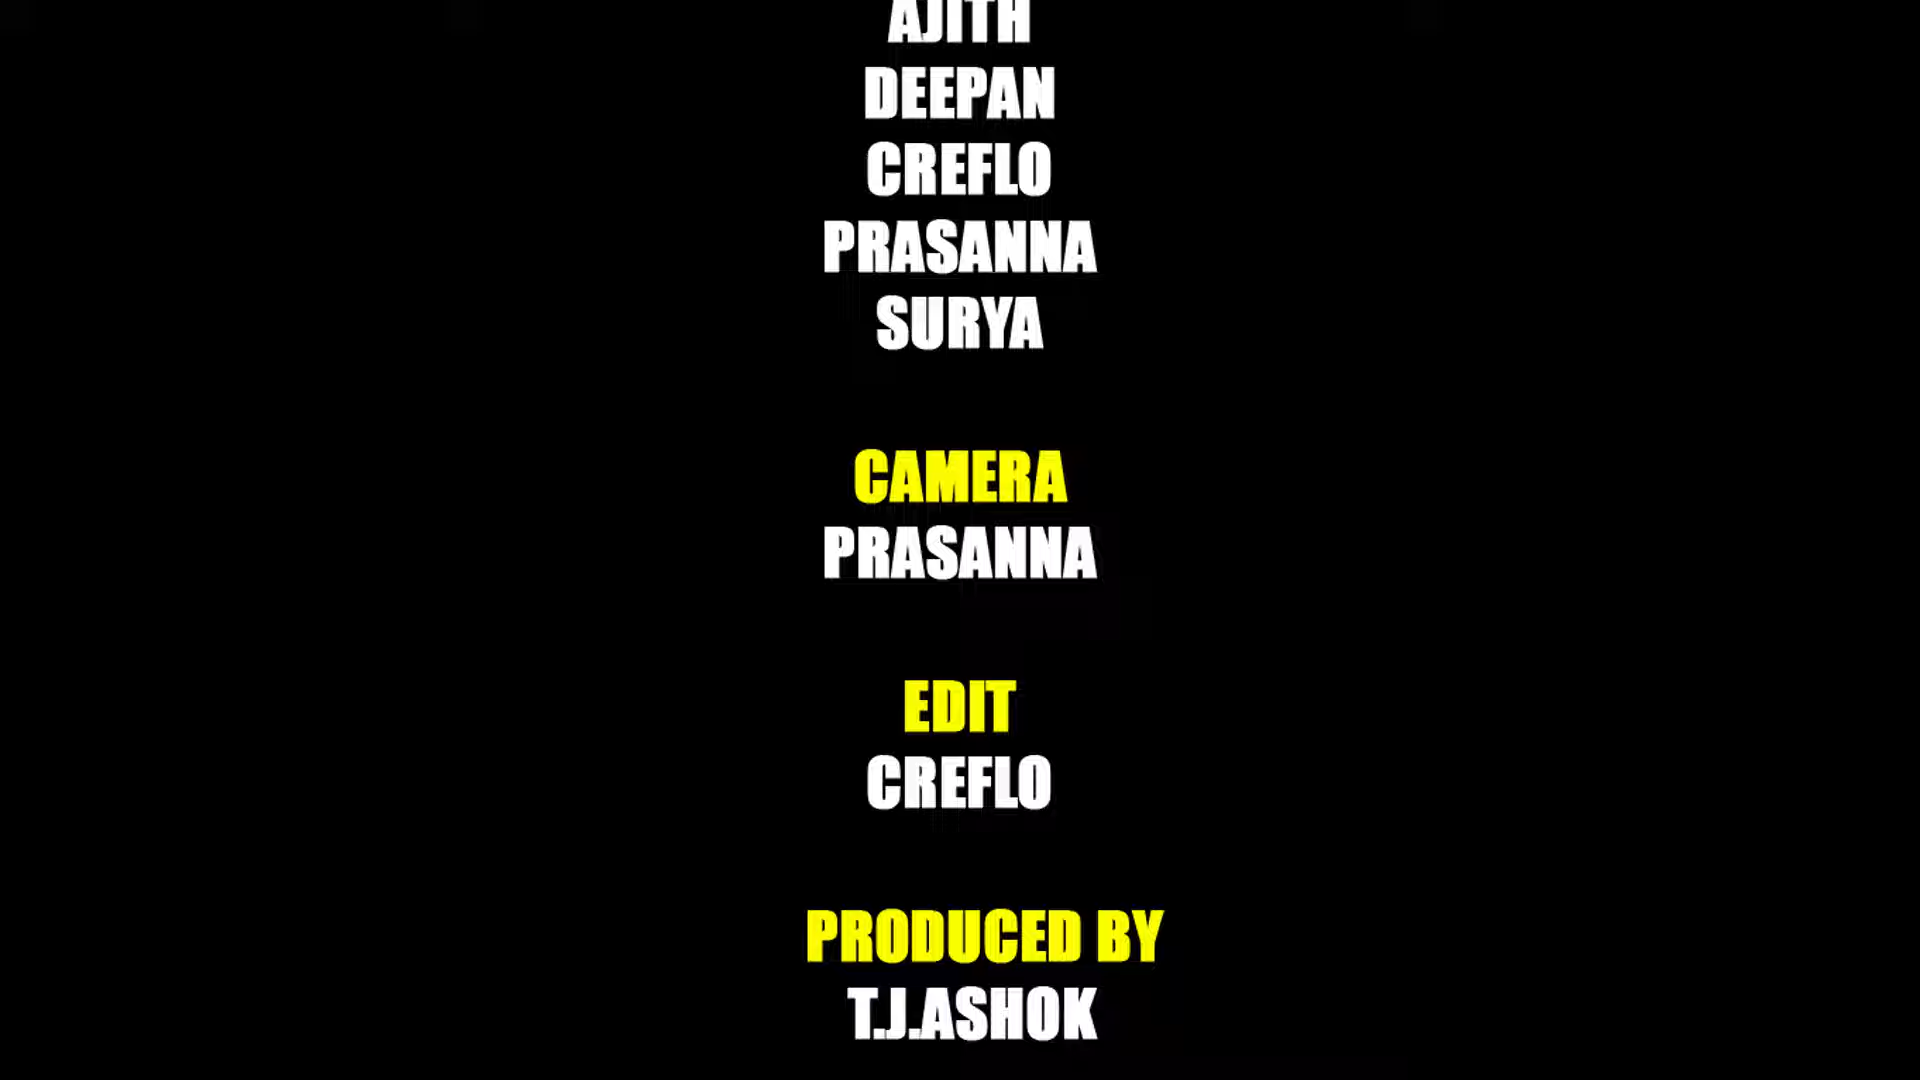 AJITH
DEEPAN
CREFLO
PRASANNA
SURYA
CAMERA
PRASANNA
EDIT
CREFLO
PRODUCED BY
T.J.ASHOK